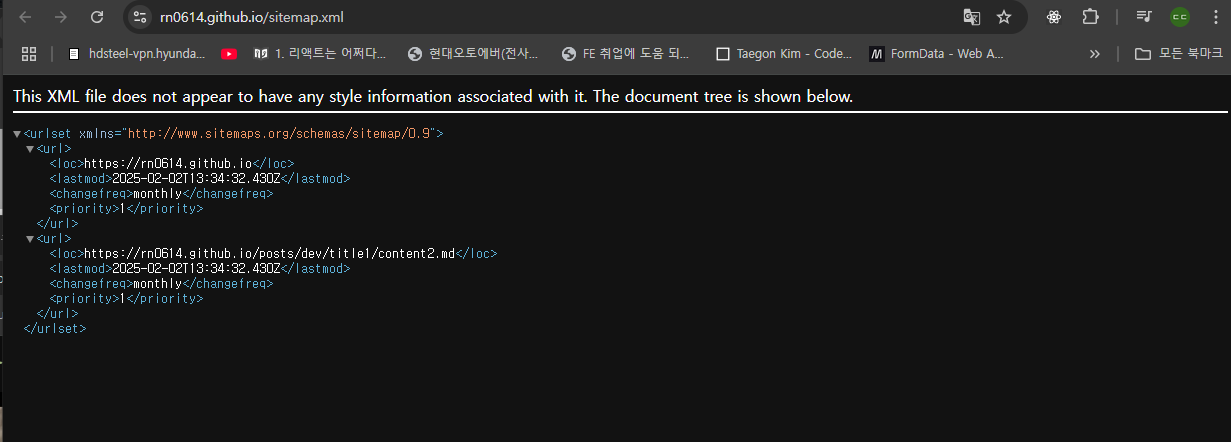 rn0614.github.io/sitemap.xml
hdsteel-vpn.hyunda... 1. 리액트는 어쩌다... 현대오토에버(전사... FE 취업에 도움 되... Taegon Kim - Code... M FormData - Web A... » 모든 북마크
This XML file does not appear to have any style information associated with it. The document tree is shown below.
▼<urlset xmlns="http://www.sitemaps.org/schemas/sitemap/0.9">
▼<url>
<loc>https://rn0614.github.io</loc>
<lastmod>2025-02-02T13:34:32.430Z</lastmod>
<changefreq>monthly</changefreq>
<priority>1</priority>
</url>
▼<url>
<loc>https://rn0614.github.io/posts/dev/title1/content2.md</loc>
<lastmod>2025-02-02T13:34:32.430Z</lastmod>
<changefreq>monthly</changefreq>
<priority>1</priority>
</url>
</urlset>